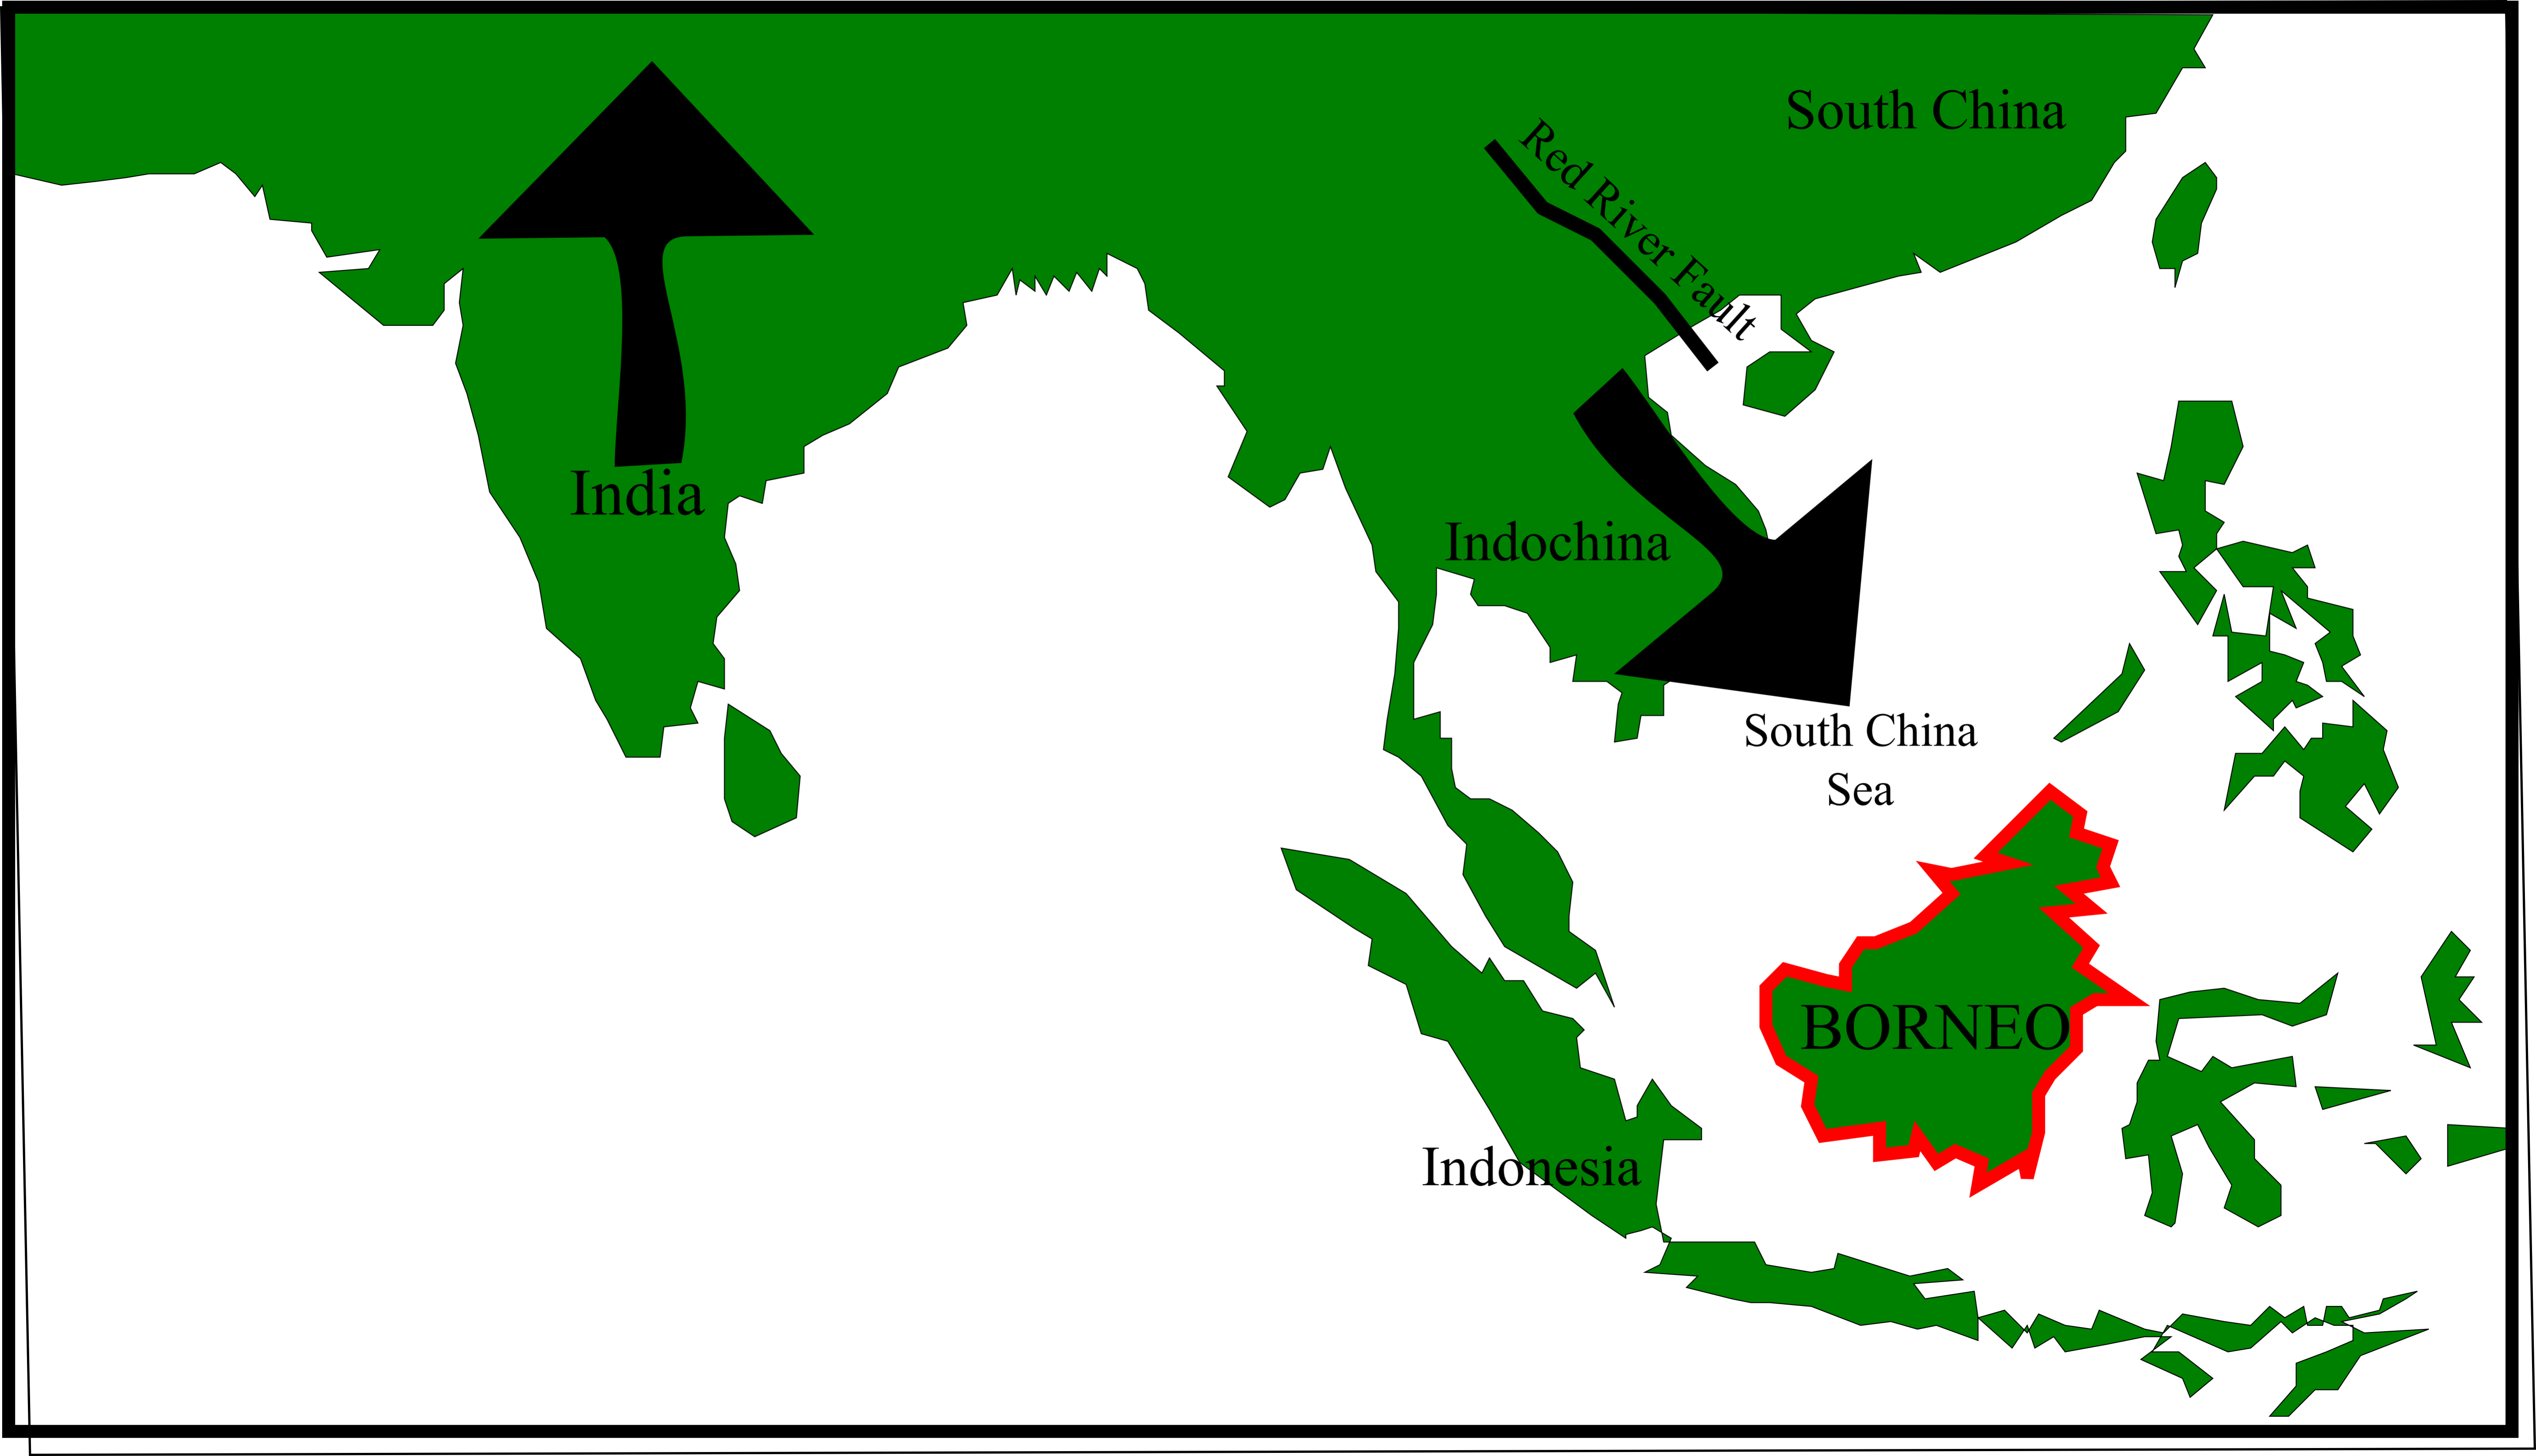 South China
Red River Fault
India
Indochina
South China
Sea
BORNEO
Indonesia